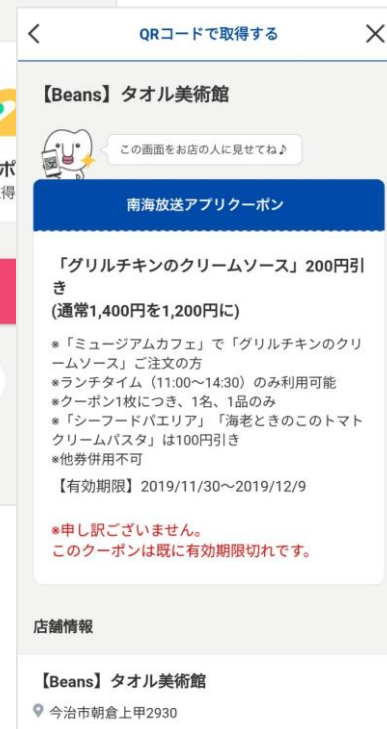 QRコードで取得する
【Beans】タオル美術館
この画面をお店の人に見せてね♪
南海放送アプリクーポン
「グリルチキンのクリームソース」200円引
き
(通常1,400円を1,200円に)
※「ミュージアムカフェ」で「グリルチキンのクリ
ームソース」ご注文の方
※ランチタイム（11:00～14:30）のみ利用可能
※クーポン1枚につき、1名、1品のみ
※「シーフードパエリア」「海老ときのこのトマト
クリームパスタ」は100円引き
※他券併用不可
【有効期限】2019/11/30～2019/12/9
※申し訳ございません。
このクーポンは既に有効期限切れです。
店舗情報
【Beans】タオル美術館
今治市朝倉上甲2930
ポ
得